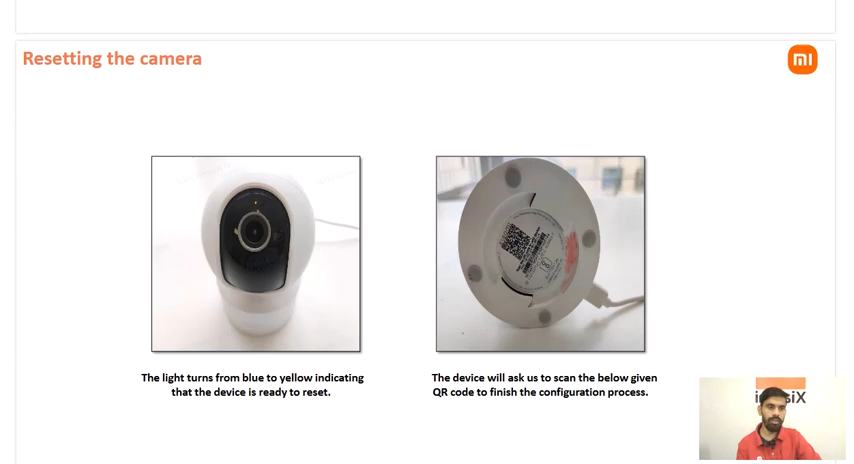 Resetting the camera
mi
The light turns from blue to yellow indicating
that the device is ready to reset.
The device will ask us to scan the below given
QR code to finish the configuration process.